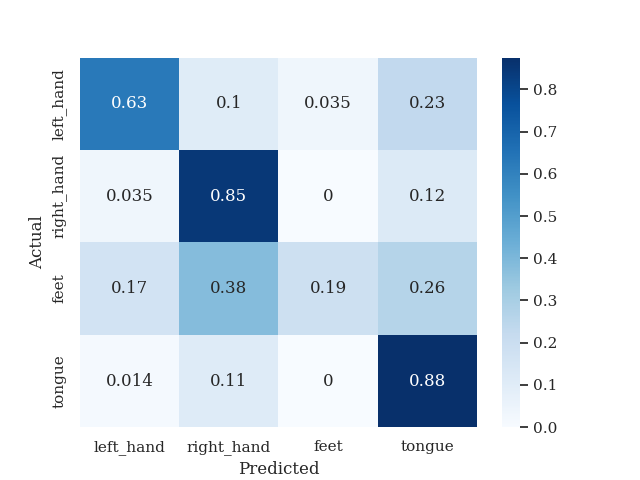 left_hand 0.63 0.1 0.035 0.23
right_hand 0.035 0.85 0 0.12
feet 0.17 0.38 0.19 0.26
tongue 0.014 0.11 0 0.88
left_hand right_hand feet tongue
Predicted
Actual
0.8
0.7
0.6
0.5
0.4
0.3
0.2
0.1
0.0